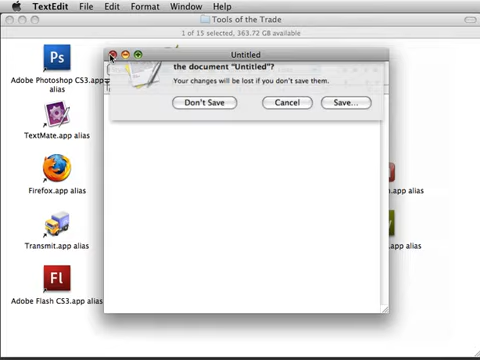 TextEdit File Edit Format Window Help
Tools of the Trade
1 of 15 selected, 363.72 GB available
Untitled
the document "Untitled"?
Your changes will be lost if you don't save them.
Don't Save Cancel Save...
Ps
Adobe Photoshop CS3.app
alias
TextMate.app alias
Firefox.app alias
.app alias
Transmit.app alias
app alias
Fl
Adobe Flash CS3.app alias